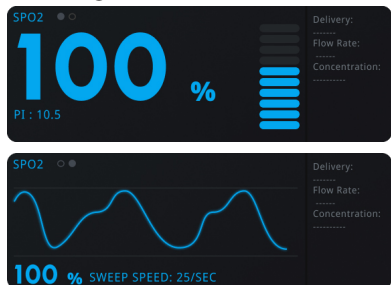 SPO2
100 %
PI : 10.5
Delivery:
-------
Flow Rate:
------
Concentration:
----------
SPO2
100 % SWEEP SPEED: 25/SEC
Delivery:
-------
Flow Rate:
------
Concentration:
----------